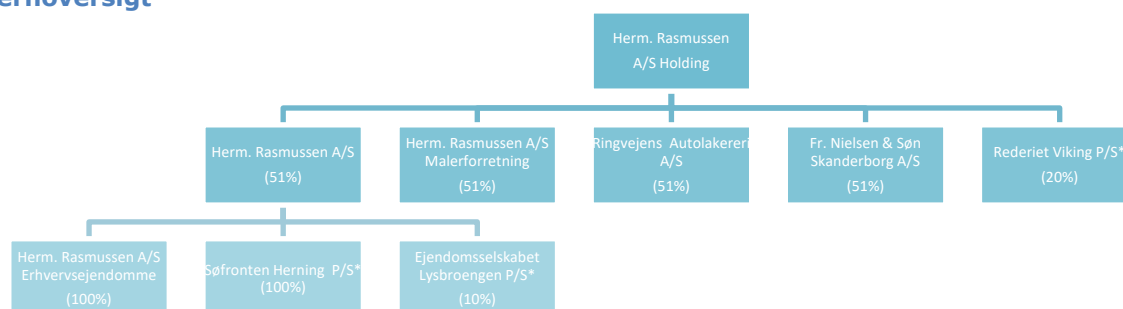 Herm. Rasmussen
A/S Holding
Herm. Rasmussen A/S
(51%)
Herm. Rasmussen A/S
Malerforretning
(51%)
Ringvejens Autolakereri
A/S
(51%)
Fr. Nielsen & Søn
Skanderborg A/S
(51%)
Rederiet Viking P/S*
(20%)
Herm. Rasmussen A/S
Erhvervsejendomme
(100%)
Søfronten Herning P/S*
(100%)
Ejendomsselskabet
Lysbroengen P/S*
(10%)